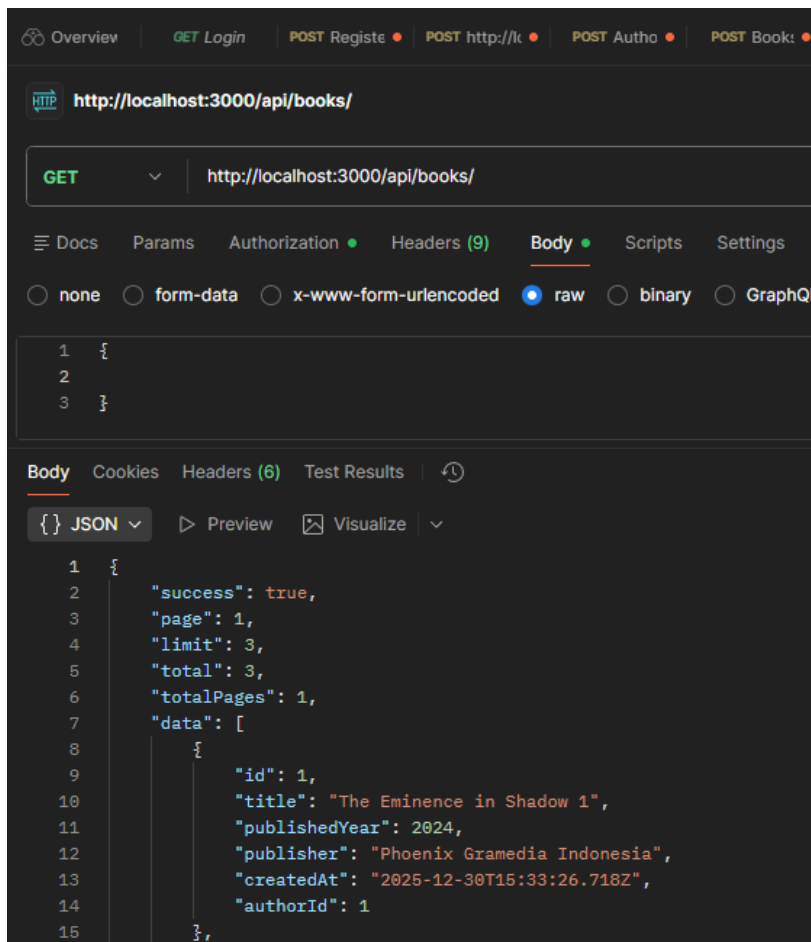 Overview GET Login POST Registe POST http://lo POST Autho POST Books
HTTP http://localhost:3000/api/books/
GET http://localhost:3000/api/books/
Docs Params Authorization Headers (9) Body Scripts Settings
none form-data x-www-form-urlencoded raw binary GraphQL
1 {
2
3 }
Body Cookies Headers (6) Test Results
{} JSON Preview Visualize
1 {
2 "success": true,
3 "page": 1,
4 "limit": 3,
5 "total": 3,
6 "totalPages": 1,
7 "data": [
8 {
9 "id": 1,
10 "title": "The Eminence in Shadow 1",
11 "publishedYear": 2024,
12 "publisher": "Phoenix Gramedia Indonesia",
13 "createdAt": "2025-12-30T15:33:26.718Z",
14 "authorId": 1
15 },